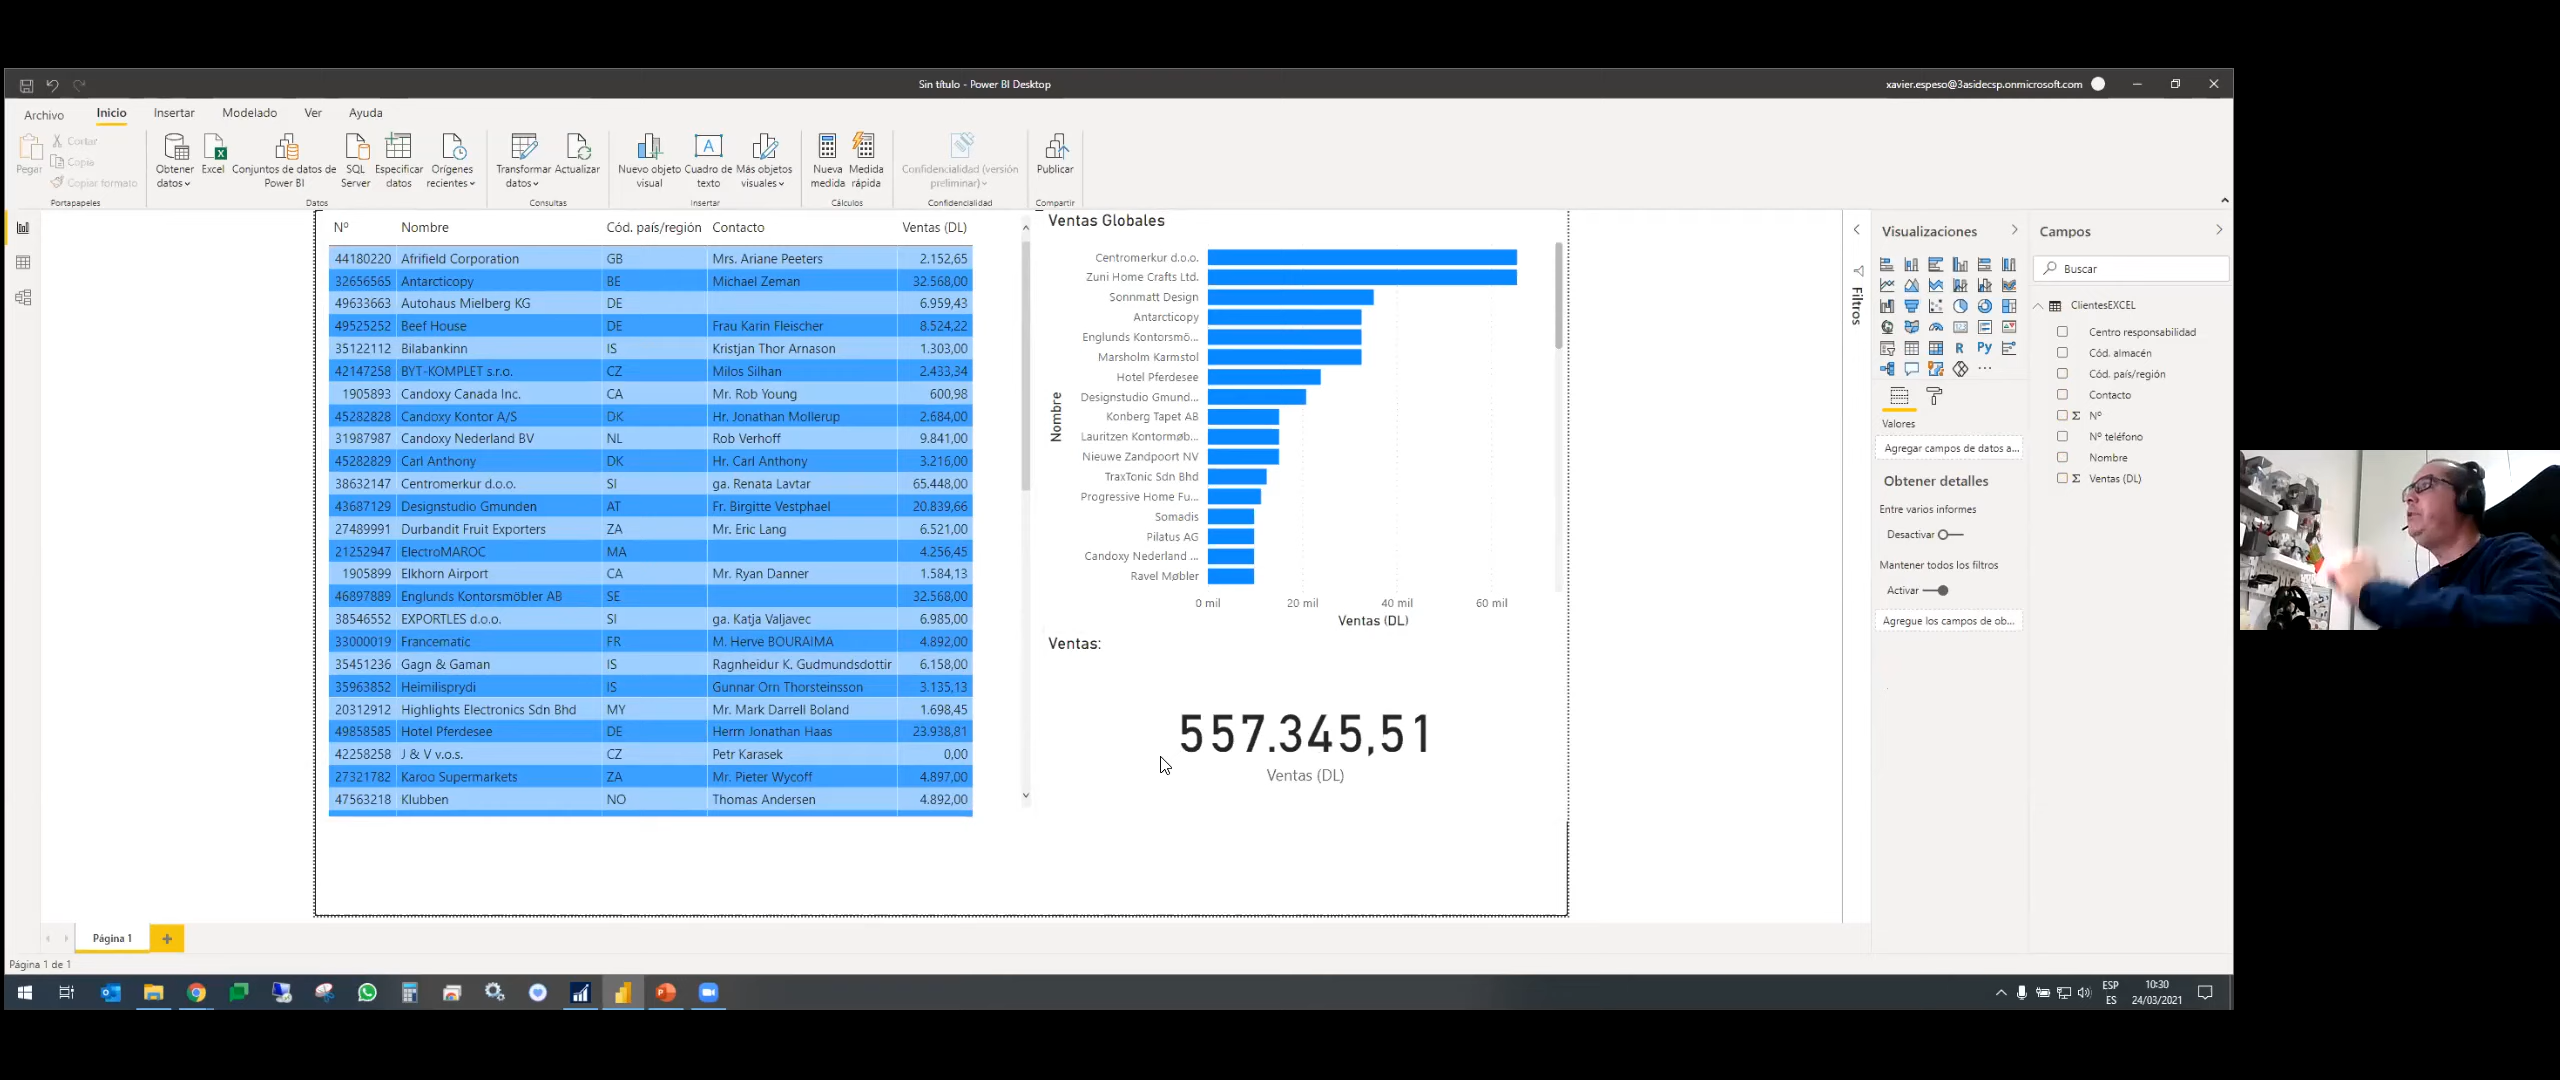 Sin título - Power BI Desktop
xavier.espeso@3asidecsp.onmicrosoft.com
Archivo Inicio Insertar Modelado Ver Ayuda
Pegar
Cortar
Copie
Copiar formato
Portapapeles
Obtener datos
Excel
Conjuntos de datos de Power BI
SQL Server
Especificar datos
Orígenes recientes
Datos
Transformar datos
Actualizar
Consultas
Nuevo objeto visual
Cuadro de texto
Más objetos visuales
Insertar
Nueva medida
Medida rápida
Cálculos
Confidencialidad (versión preliminar)
Confidencialidad
Publicar
Compartir
Nº Nombre Cód. país/región Contacto Ventas (DL)
44180220 Afrifield Corporation GB Mrs. Ariane Peeters 2.152,65
32656565 Antarcticopy BE Michael Zeman 32.568,00
49633663 Autohaus Mielberg KG DE 6.959,43
49525252 Beef House DE Frau Karin Fleischer 8.524,22
35122112 Bilabankinn IS Kristjan Thor Arnason 1.303,00
42147258 BYT-KOMPLET s.r.o. CZ Milos Silhan 2.433,34
1905893 Candoxy Canada Inc. CA Mr. Rob Young 600,98
45282828 Candoxy Kontor A/S DK Hr. Jonathan Mollerup 2.684,00
31987987 Candoxy Nederland BV NL Rob Verhoff 9.841,00
45282829 Carl Anthony DK Hr. Carl Anthony 3.216,00
38632147 Centromerkur d.o.o. SI ga. Renata Lavtar 65.448,00
43687129 Designstudio Gmunden AT Fr. Birgitte Vestphael 20.839,66
27489991 Durbandit Fruit Exporters ZA Mr. Eric Lang 6.521,00
21252947 ElectroMAROC MA 4.256,45
1905899 Elkhorn Airport CA Mr. Ryan Danner 1.584,13
46897889 Englunds Kontorsmöbler AB SE 32.568,00
38546552 EXPORTLES d.o.o. SI ga. Katja Valjavec 6.985,00
33000019 Francematic FR M. Herve BOURAIMA 4.892,00
35451236 Gagn & Gaman IS Ragnheidur K. Gudmundsdottir 6.158,00
35963852 Heimilisprydi IS Gunnar Orn Thorsteinsson 3.135,13
20312912 Highlights Electronics Sdn Bhd MY Mr. Mark Darrell Boland 1.698,45
49858585 Hotel Pferdesee DE Herrn Jonathan Haas 23.938,81
42258258 J & V v.o.s. CZ Petr Karasek 0,00
27321782 Karoo Supermarkets ZA Mr. Pieter Wycoff 4.897,00
47563218 Klubben NO Thomas Andersen 4.892,00
Ventas Globales
Nombre
Centromerkur d.o.o.
Zuni Home Crafts Ltd.
Sonnmatt Design
Antarcticopy
Englunds Kontorsmö...
Marsholm Karmstol
Hotel Pferdesee
Designstudio Gmund...
Konberg Tapet AB
Lauritzen Kontormøb...
Nieuwe Zandpoort NV
TraxTonic Sdn Bhd
Progressive Home Fu...
Somadis
Pilatus AG
Candoxy Nederland ...
Ravel Møbler
0 mil 20 mil 40 mil 60 mil
Ventas (DL)
Ventas:
557.345,51
Ventas (DL)
Filtros
Visualizaciones
R Py
Valores
Agregar campos de datos a...
Obtener detalles
Entre varios informes
Desactivar
Mantener todos los filtros
Activar
Agregue los campos de ob...
Campos
Buscar
ClientesEXCEL
Centro responsabilidad
Cód. almacén
Cód. país/región
Contacto
Σ Nº
Nº teléfono
Nombre
Σ Ventas (DL)
Página 1
Página 1 de 1
ESP
ES
10:30
24/03/2021